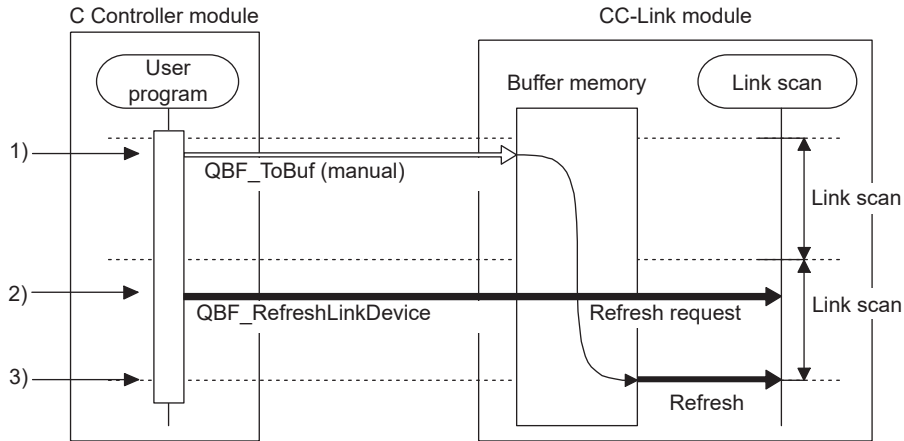 C Controller module
CC-Link module
User
program
Buffer memory
Link scan
1)
QBF_ToBuf (manual)
Link scan
2)
QBF_RefreshLinkDevice
Refresh request
Link scan
3)
Refresh